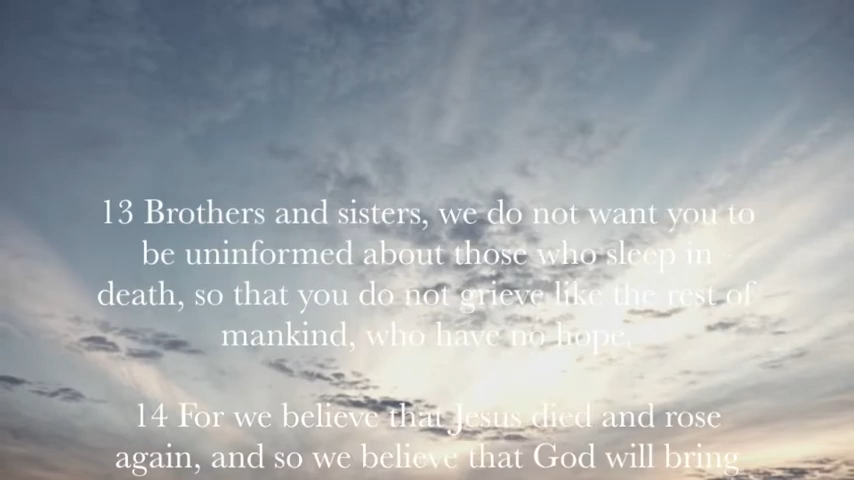 13 Brothers and sisters, we do not want you to
be uninformed about those who sleep in
death, so that you do not grieve like the rest of
mankind, who have no hope.
14 For we believe that Jesus died and rose
again, and so we believe that God will bring